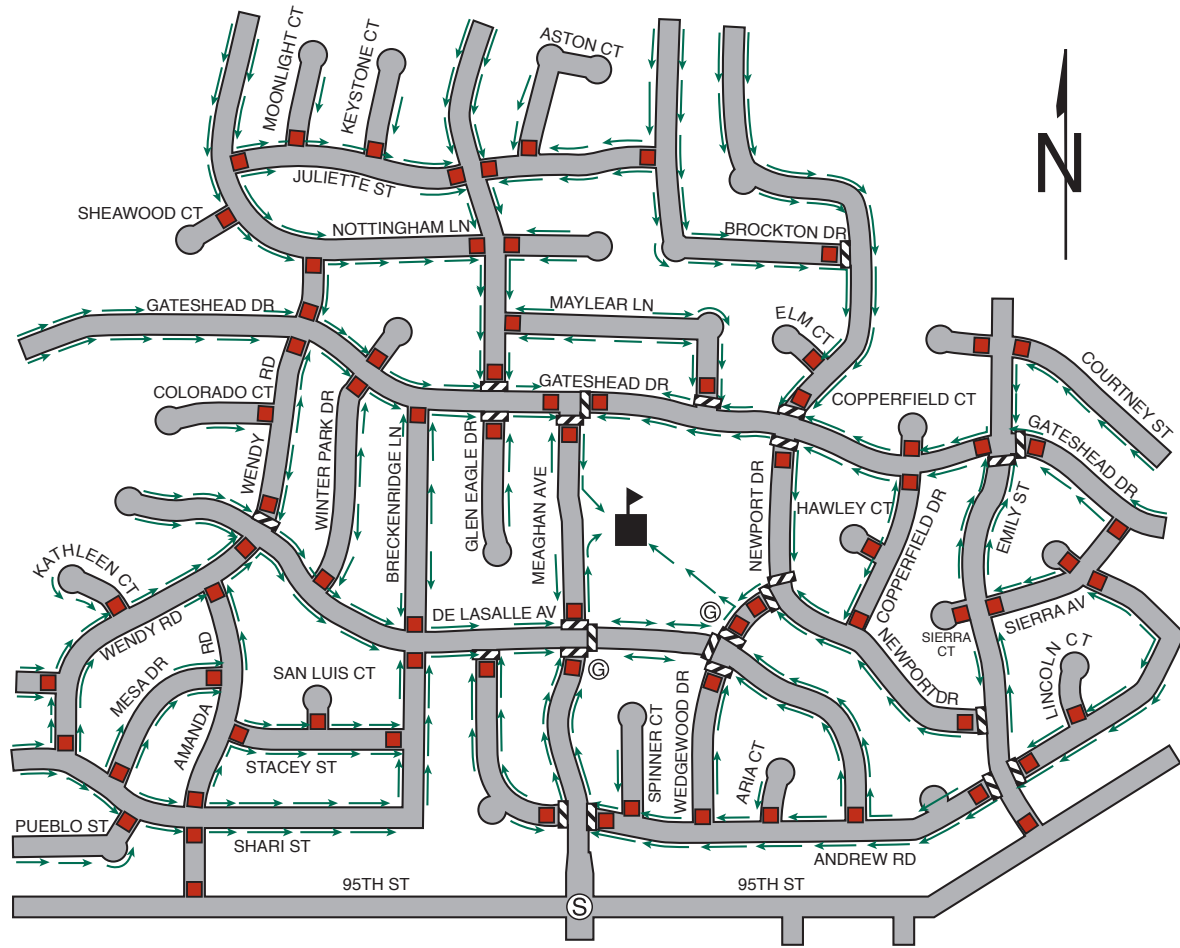 MOONLIGHT CT
KEYSTONE CT
ASTON CT
N
JULIETTE ST
SHEAWOOD CT
NOTTINGHAM LN
BROCKTON DR
GATESHEAD DR
MAYLEAR LN
ELM CT
COURTNEY ST
COLORADO CT
WENDY RD
WINTER PARK DR
BRECKENRIDGE LN
GATESHEAD DR
COPPERFIELD CT
GATESHEAD DR
GLEN EAGLE DR
MEAGHAN AVE
NEWPORT DR
HAWLEY CT
COPPERFIELD DR
EMILY ST
KATHLEEN CT
WENDY RD
DE LASALLE AV
G
G
SIERRA
CT
SIERRA AV
NEWPORT DR
LINCOLN CT
MESA DR
AMANDA RD
SAN LUIS CT
STACEY ST
SPINNER CT
WEDGEWOOD DR
ARIA CT
PUEBLO ST
SHARI ST
ANDREW RD
95TH ST
95TH ST
S